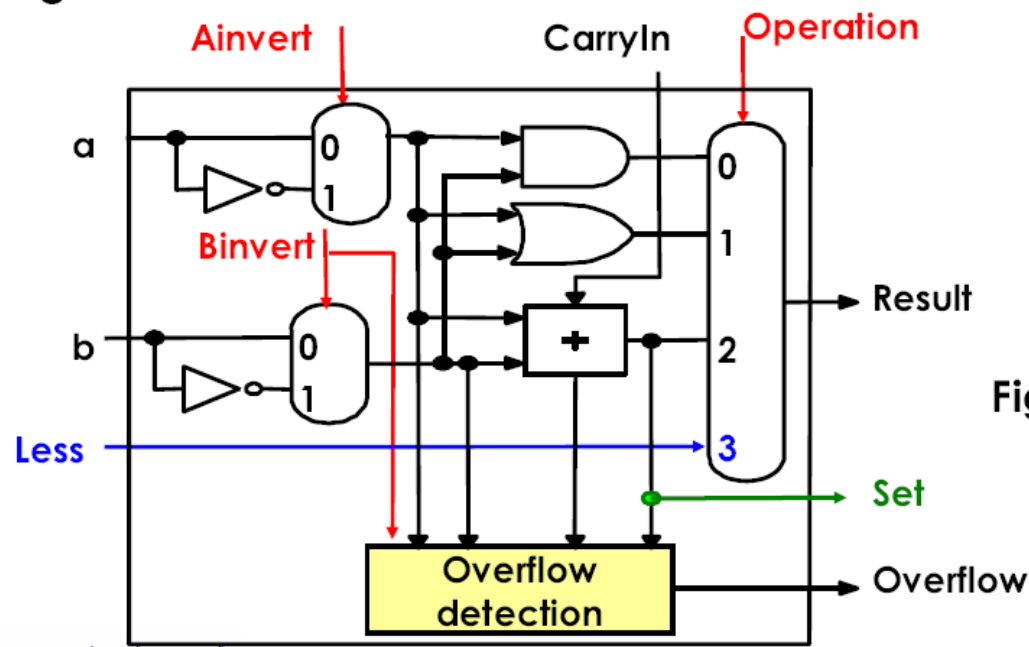 Ainvert
CarryIn
Operation
a
0
1
0
1
Binvert
Result
b
0
1
+
2
Less
3
Set
Overflow
detection
Overflow